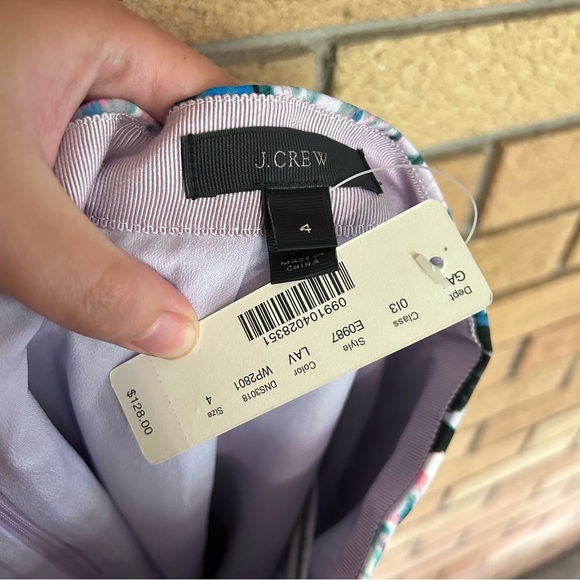 J.CREW
4
MADE IN
CHINA
099104028351
Dept
GA
Class
013
Style
E0987
Color
LAV
DNS3018
WP2801
Size
4
$128.00